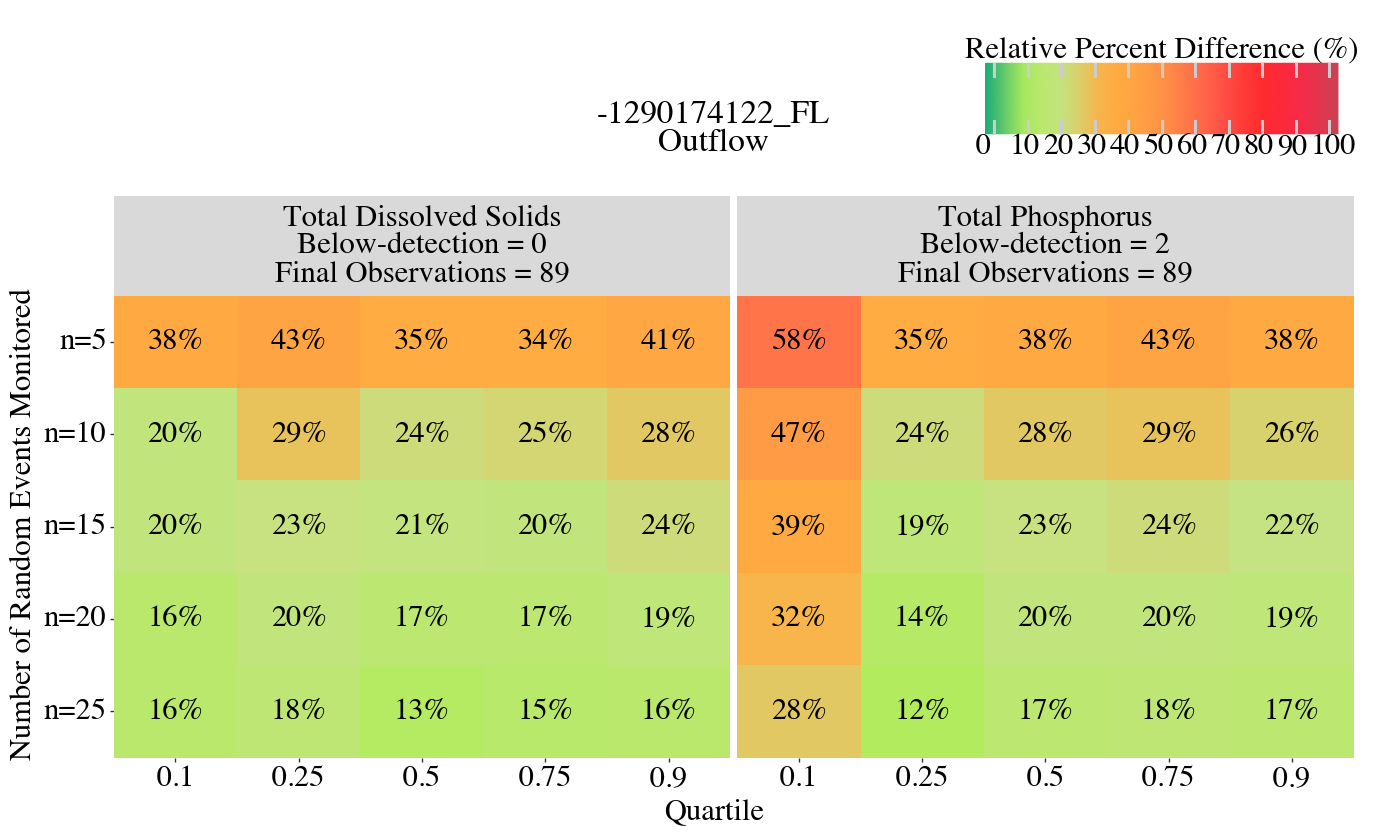 Relative Percent Difference (%)
0 10 20 30 40 50 60 70 80 90 100
-1290174122_FL
Outflow
Total Dissolved Solids
Below-detection = 0
Final Observations = 89
Total Phosphorus
Below-detection = 2
Final Observations = 89
Number of Random Events Monitored
n=5 38% 43% 35% 34% 41% 58% 35% 38% 43% 38%
n=10 20% 29% 24% 25% 28% 47% 24% 28% 29% 26%
n=15 20% 23% 21% 20% 24% 39% 19% 23% 24% 22%
n=20 16% 20% 17% 17% 19% 32% 14% 20% 20% 19%
n=25 16% 18% 13% 15% 16% 28% 12% 17% 18% 17%
0.1 0.25 0.5 0.75 0.9 0.1 0.25 0.5 0.75 0.9
Quartile